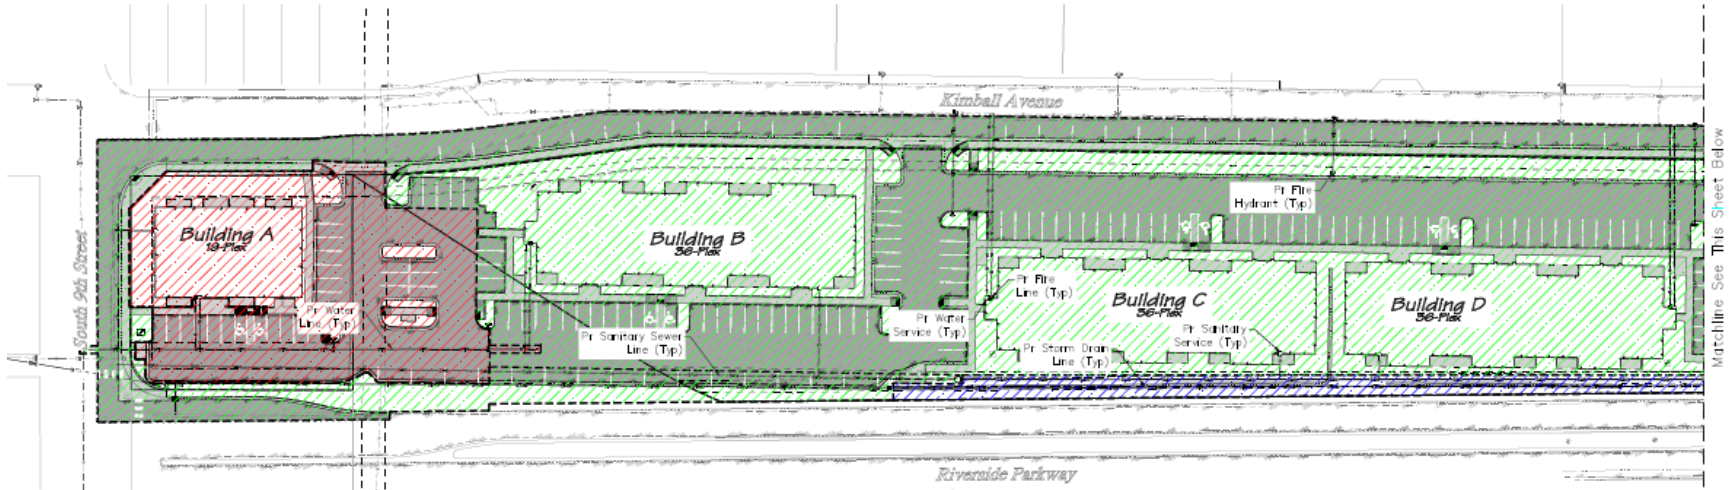 Kimball Avenue
Matchline See This Sheet Below
South 9th Street
Building A
18-Plex
Building B
36-Plex
Pr Fire
Hydrant (Typ)
Pr Fire
Line (Typ)
Building C
36-Plex
Building D
36-Plex
Pr Water
Line (Typ)
Pr Sanitary Sewer
Line (Typ)
Pr Water
Service (Typ)
Pr Sanitary
Service (Typ)
Pr Storm Drain
Line (Typ)
Riverside Parkway